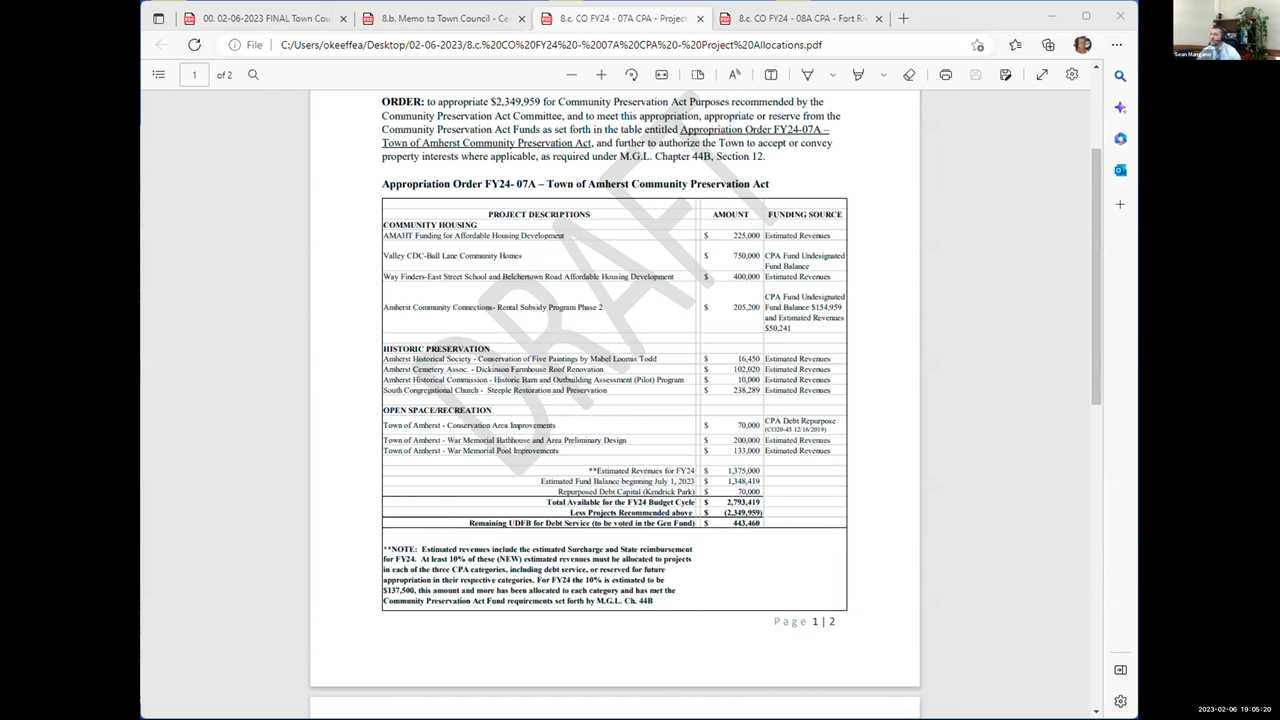 00. 02-06-2023 FINAL Town Cou
8.b. Memo to Town Council - Ce
8.c. CO FY24 - 07A CPA - Project
8.c. CO FY24 - 08A CPA - Fort Riv
File
C:/Users/okeeffea/Desktop/02-06-2023/8.c.%20CO%20FY24%20-%2007A%20CPA%20-%20Project%20Allocations.pdf
1 of 2
ORDER: to appropriate $2,349,959 for Community Preservation Act Purposes recommended by the
Community Preservation Act Committee, and to meet this appropriation, appropriate or reserve from the
Community Preservation Act Funds as set forth in the table entitled Appropriation Order FY24-07A –
Town of Amherst Community Preservation Act, and further to authorize the Town to accept or convey
property interests where applicable, as required under M.G.L. Chapter 44B, Section 12.
Appropriation Order FY24- 07A – Town of Amherst Community Preservation Act
PROJECT DESCRIPTIONS AMOUNT FUNDING SOURCE
COMMUNITY HOUSING
AMAHT Funding for Affordable Housing Development $ 225,000 Estimated Revenues
Valley CDC-Ball Lane Community Homes $ 750,000 CPA Fund Undesignated
Fund Balance
Way Finders-East Street School and Belchertown Road Affordable Housing Development $ 400,000 Estimated Revenues
Amherst Community Connections- Rental Subsidy Program Phase 2 $ 205,200 CPA Fund Undesignated
Fund Balance $154,959
and Estimated Revenues
$50,241
HISTORIC PRESERVATION
Amherst Historical Society - Conservation of Five Paintings by Mabel Loomis Todd $ 16,450 Estimated Revenues
Amherst Cemetery Assoc. - Dickinson Farmhouse Roof Renovation $ 102,020 Estimated Revenues
Amherst Historical Commission - Historic Barn and Outbuilding Assessment (Pilot) Program $ 10,000 Estimated Revenues
South Congregational Church - Steeple Restoration and Preservation $ 238,289 Estimated Revenues
OPEN SPACE/RECREATION
Town of Amherst - Conservation Area Improvements $ 70,000 CPA Debt Repurpose
(CO20-45 12/16/2019)
Town of Amherst - War Memorial Bathhouse and Area Preliminary Design $ 200,000 Estimated Revenues
Town of Amherst - War Memorial Pool Improvements $ 133,000 Estimated Revenues
**Estimated Revenues for FY24 $ 1,375,000
Estimated Fund Balance beginning July 1, 2023 $ 1,348,419
Repurposed Debt Capital (Kendrick Park) $ 70,000
Total Available for the FY24 Budget Cycle $ 2,793,419
Less Projects Recommended above $ (2,349,959)
Remaining UDFB for Debt Service (to be voted in the Gen Fund) $ 443,460
**NOTE: Estimated revenues include the estimated Surcharge and State reimbursement
for FY24. At least 10% of these (NEW) estimated revenues must be allocated to projects
in each of the three CPA categories, including debt service, or reserved for future
appropriation in their respective categories. For FY24 the 10% is estimated to be
$137,500, this amount and more has been allocated to each category and has met the
Community Preservation Act Fund requirements set forth by M.G.L. Ch. 44B
DRAFT
Page 1|2
Sean Mangano
2023-02-06 19:05:20